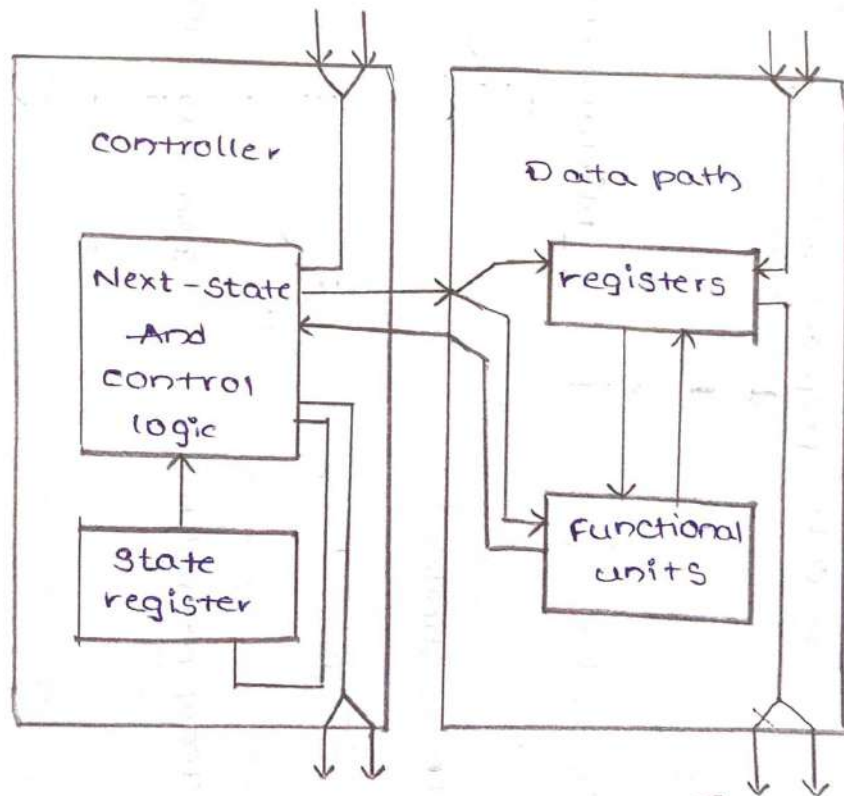 controller
Next-state
And
control
logic
State
register
Data path
registers
Functional
units